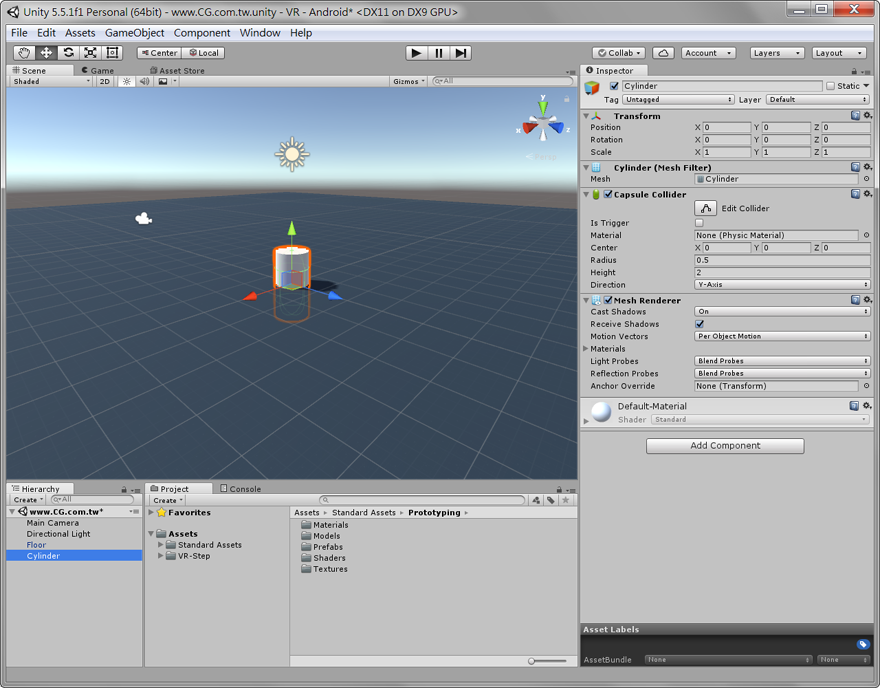 Unity 5.5.1f1 Personal (64bit) - www.CG.com.tw.unity - VR - Android* <DX11 on DX9 GPU>
File Edit Assets GameObject Component Window Help
Center Local Collab Account Layers Layout
Scene Game Asset Store
Shaded 2D Gizmos All
y
x z
Inspector
Cylinder Static
Tag Untagged Layer Default
Transform
Position X 0 Y 0 Z 0
Rotation X 0 Y 0 Z 0
Scale X 1 Y 1 Z 1
Cylinder (Mesh Filter)
Mesh Cylinder
Capsule Collider
Edit Collider
Is Trigger
Material None (Physic Material)
Center X 0 Y 0 Z 0
Radius 0.5
Height 2
Direction Y-Axis
Mesh Renderer
Cast Shadows On
Receive Shadows
Motion Vectors Per Object Motion
Materials
Light Probes Blend Probes
Reflection Probes Blend Probes
Anchor Override None (Transform)
Default-Material
Shader Standard
Add Component
Hierarchy
Create All
www.CG.com.tw*
Main Camera
Directional Light
Floor
Cylinder
Project Console
Create
Favorites
Assets
Standard Assets
VR-Step
Assets Standard Assets Prototyping
Materials
Models
Prefabs
Shaders
Textures
Asset Labels
AssetBundle None None